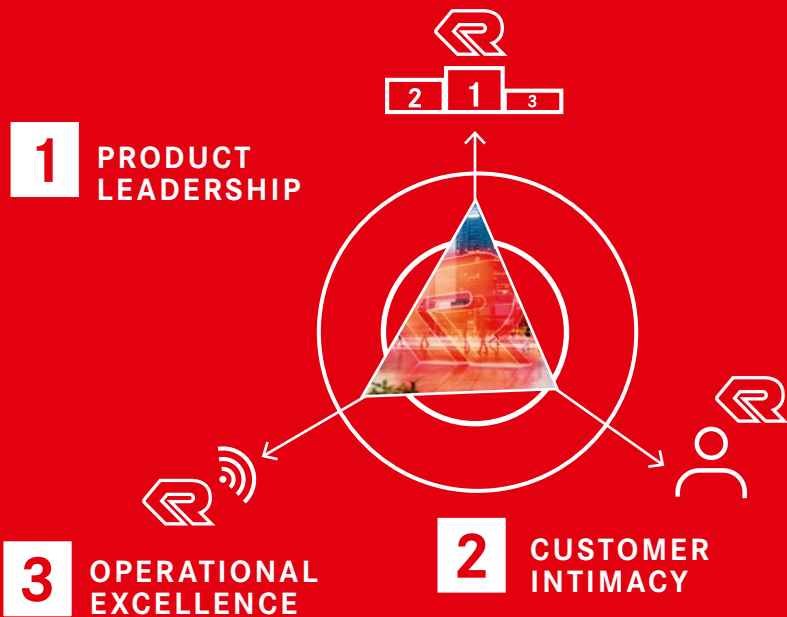 2 1 3
1 PRODUCT
LEADERSHIP
3 OPERATIONAL
EXCELLENCE
2 CUSTOMER
INTIMACY